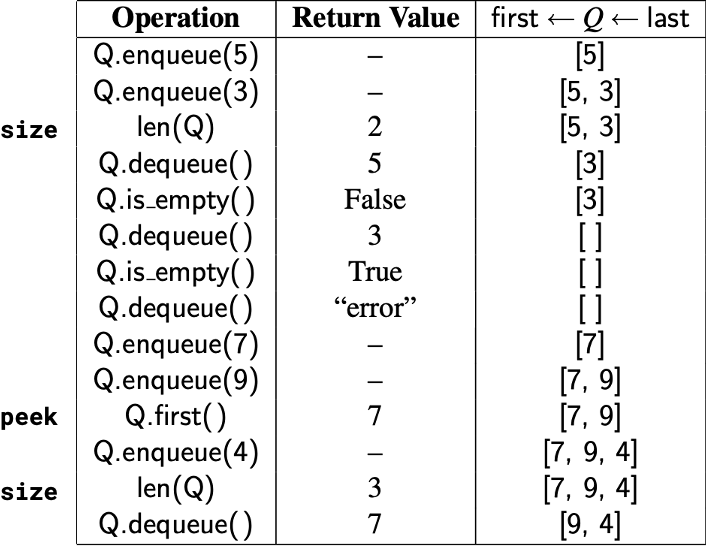 Operation Return Value first ← Q ← last
Q.enqueue(5) – [5]
Q.enqueue(3) – [5, 3]
size len(Q) 2 [5, 3]
Q.dequeue( ) 5 [3]
Q.is_empty( ) False [3]
Q.dequeue( ) 3 [ ]
Q.is_empty( ) True [ ]
Q.dequeue( ) “error” [ ]
Q.enqueue(7) – [7]
Q.enqueue(9) – [7, 9]
peek Q.first( ) 7 [7, 9]
Q.enqueue(4) – [7, 9, 4]
size len(Q) 3 [7, 9, 4]
Q.dequeue( ) 7 [9, 4]